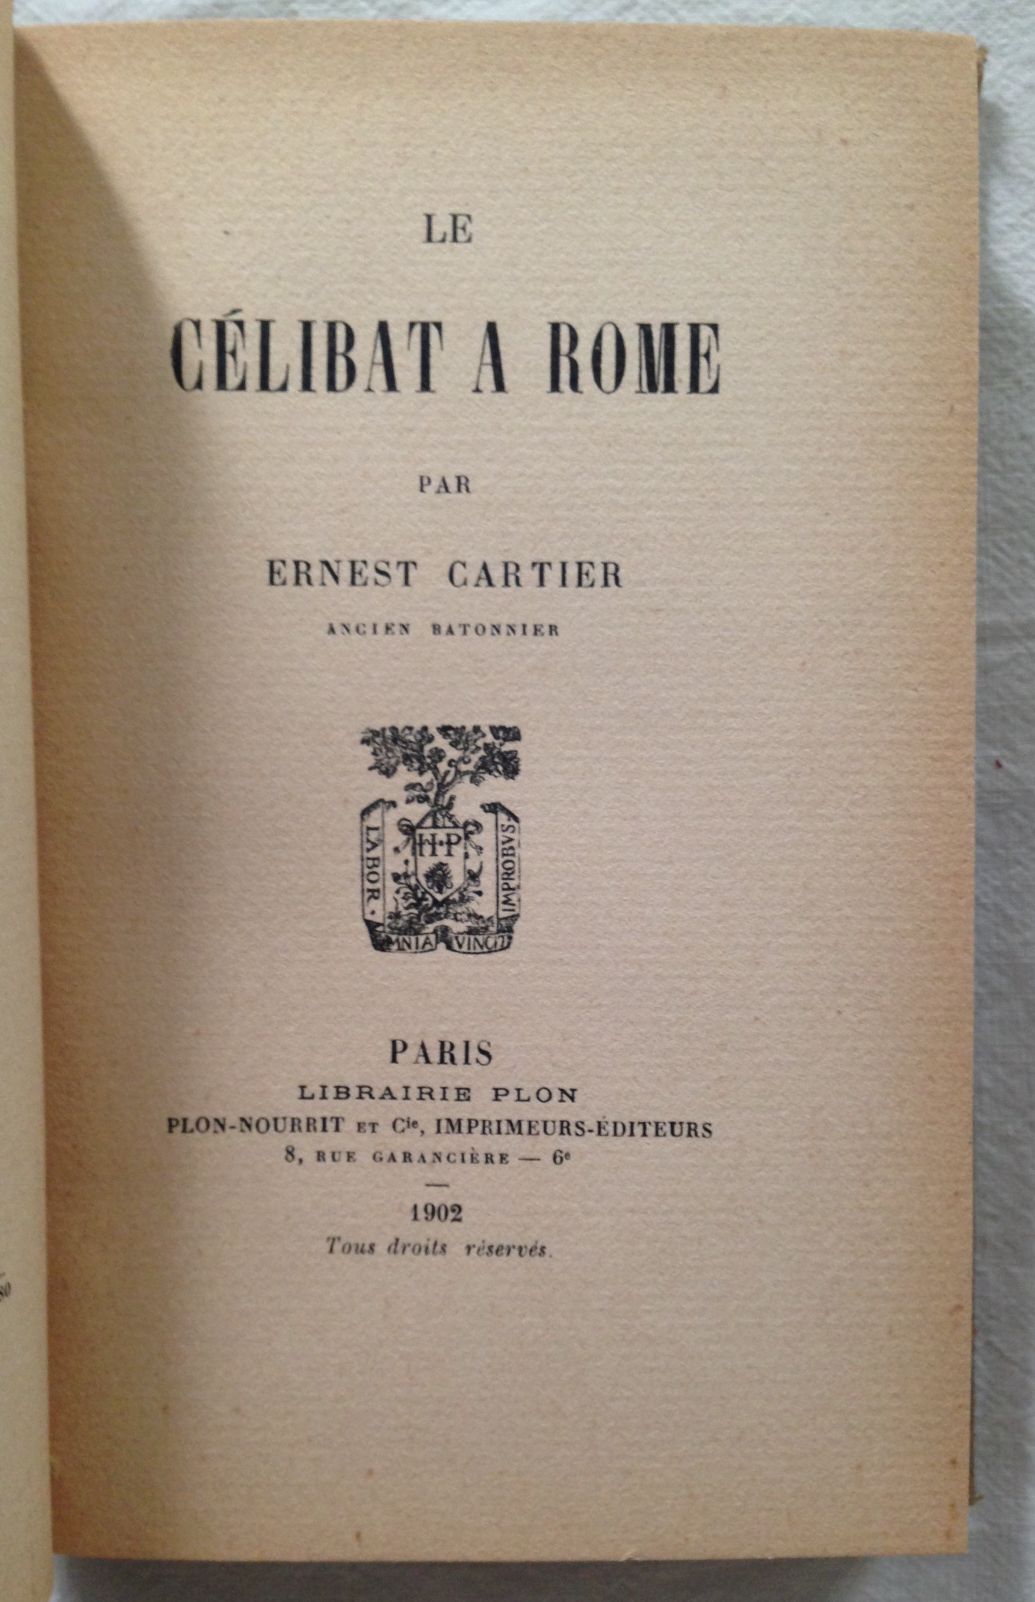 LE
CÉLIBAT A ROME
PAR
ERNEST CARTIER
ANCIEN BATONNIER
LABOR
H·P
IMPROBVS
OMNIA VINCIT
PARIS
LIBRAIRIE PLON
PLON-NOURRIT ET Cie, IMPRIMEURS-ÉDITEURS
8, RUE GARANCIÈRE — 6e
1902
Tous droits réservés.